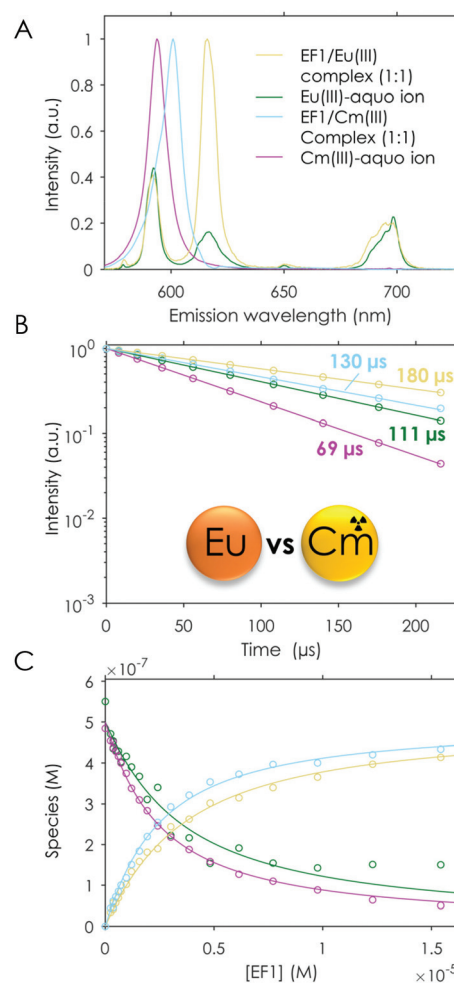 A
1
0.8
0.6
0.4
0.2
0
Intensity (a.u.)
EF1/Eu(III)
complex (1:1)
Eu(III)-aquo ion
EF1/Cm(III)
Complex (1:1)
Cm(III)-aquo ion
600
650
700
Emission wavelength (nm)
B
10⁰
10⁻¹
10⁻²
10⁻³
Intensity (a.u.)
130 µs
180 µs
111 µs
69 µs
Eu vs Cm
0
50
100
150
200
Time (µs)
C
×10⁻⁷
6
5
4
3
2
1
0
Species (M)
0
0.5
1
1.5
[EF1] (M)
×10⁻⁵